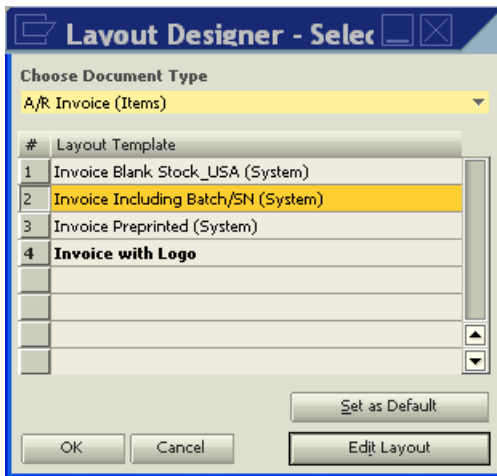 Layout Designer - Selec
Choose Document Type
A/R Invoice (Items)
# Layout Template
1 Invoice Blank Stock_USA (System)
2 Invoice Including Batch/SN (System)
3 Invoice Preprinted (System)
4 Invoice with Logo
Set as Default
OK Cancel Edit Layout